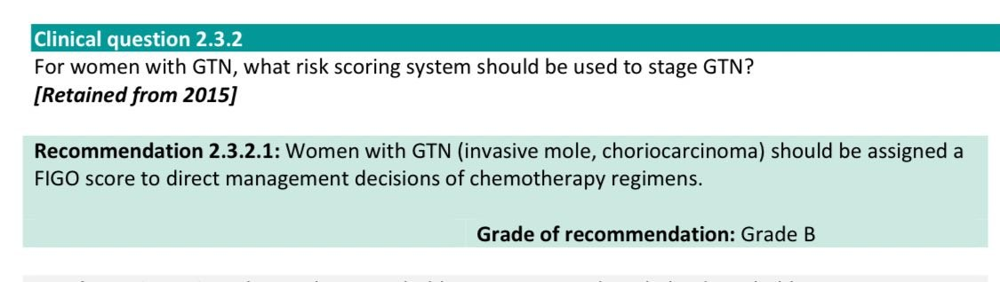 Clinical question 2.3.2
For women with GTN, what risk scoring system should be used to stage GTN?
[Retained from 2015]
Recommendation 2.3.2.1: Women with GTN (invasive mole, choriocarcinoma) should be assigned a
FIGO score to direct management decisions of chemotherapy regimens.
Grade of recommendation: Grade B